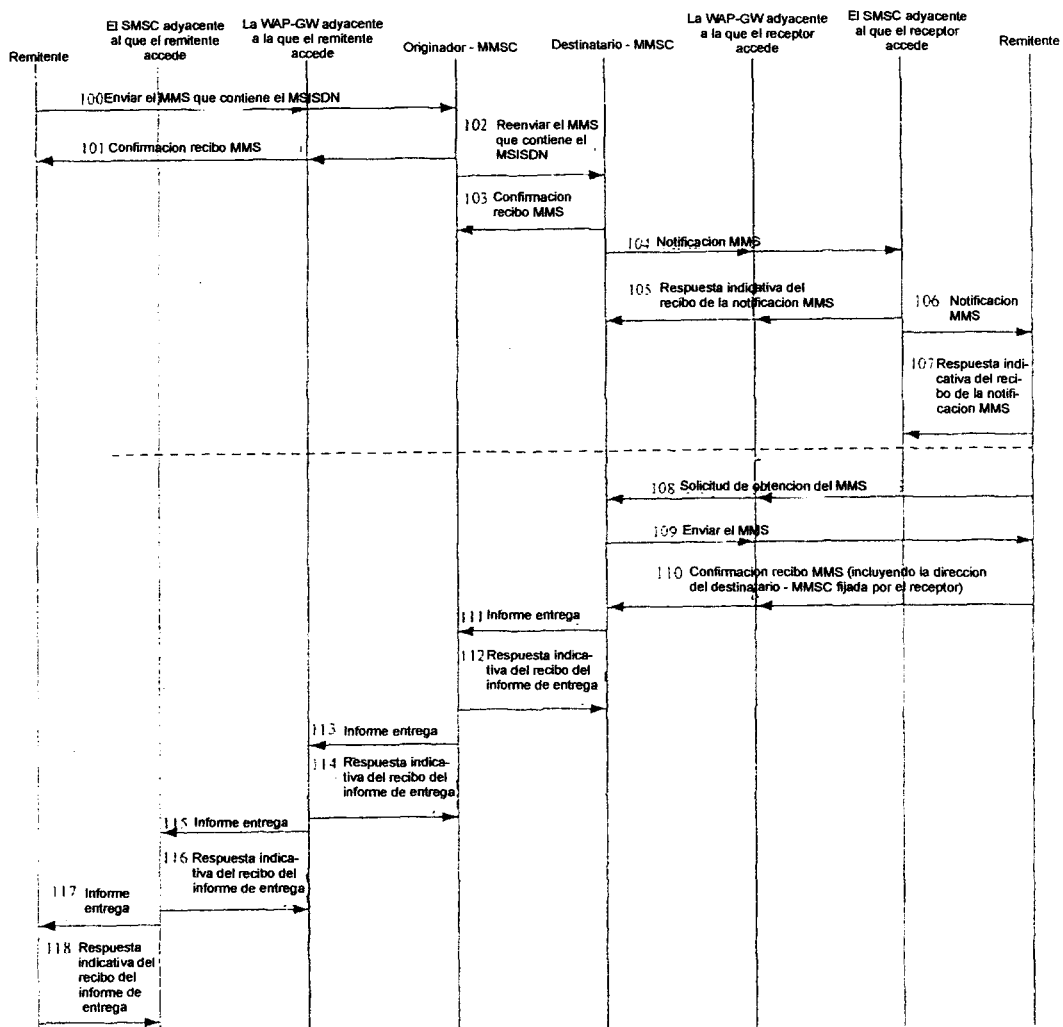 Remitente
El SMSC adyacente
al que el remitente
accede
La WAP-GW adyacente
a la que el remitente
accede
Originador - MMSC
Destinatario - MMSC
La WAP-GW adyacente
a la que el receptor
accede
El SMSC adyacente
al que el receptor
accede
Remitente
100 Enviar el MMS que contiene el MSISDN
101 Confirmacion recibo MMS
102 Reenviar el MMS
que contiene el
MSISDN
103 Confirmacion
recibo MMS
104 Notificacion MMS
105 Respuesta indicativa del
recibo de la notificacion MMS
106 Notificacion
MMS
107 Respuesta indi-
cativa del reci-
bo de la notifi-
cacion MMS
108 Solicitud de obtencion del MMS
109 Enviar el MMS
110 Confirmacion recibo MMS (incluyendo la direccion
del destinatario - MMSC fijada por el receptor)
111 Informe entrega
112 Respuesta indica-
tiva del recibo del
informe de entrega
113 Informe entrega
114 Respuesta indica-
tiva del recibo del
informe de entrega
115 Informe entrega
116 Respuesta indica-
tiva del recibo del
informe de entrega
117 Informe
entrega
118 Respuesta
indicativa del
recibo del
informe de
entrega